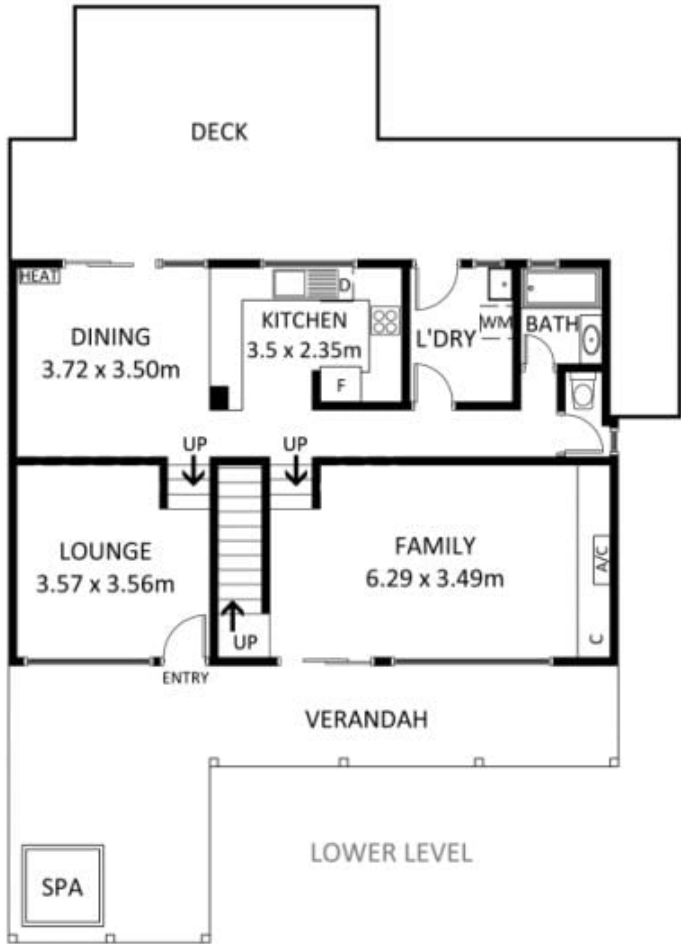 DECK
HEAT
DINING
3.72 x 3.50m
KITCHEN
3.5 x 2.35m
D
F
L'DRY
WM
BATH
UP
UP
LOUNGE
3.57 x 3.56m
FAMILY
6.29 x 3.49m
A/C
C
UP
ENTRY
VERANDAH
LOWER LEVEL
SPA